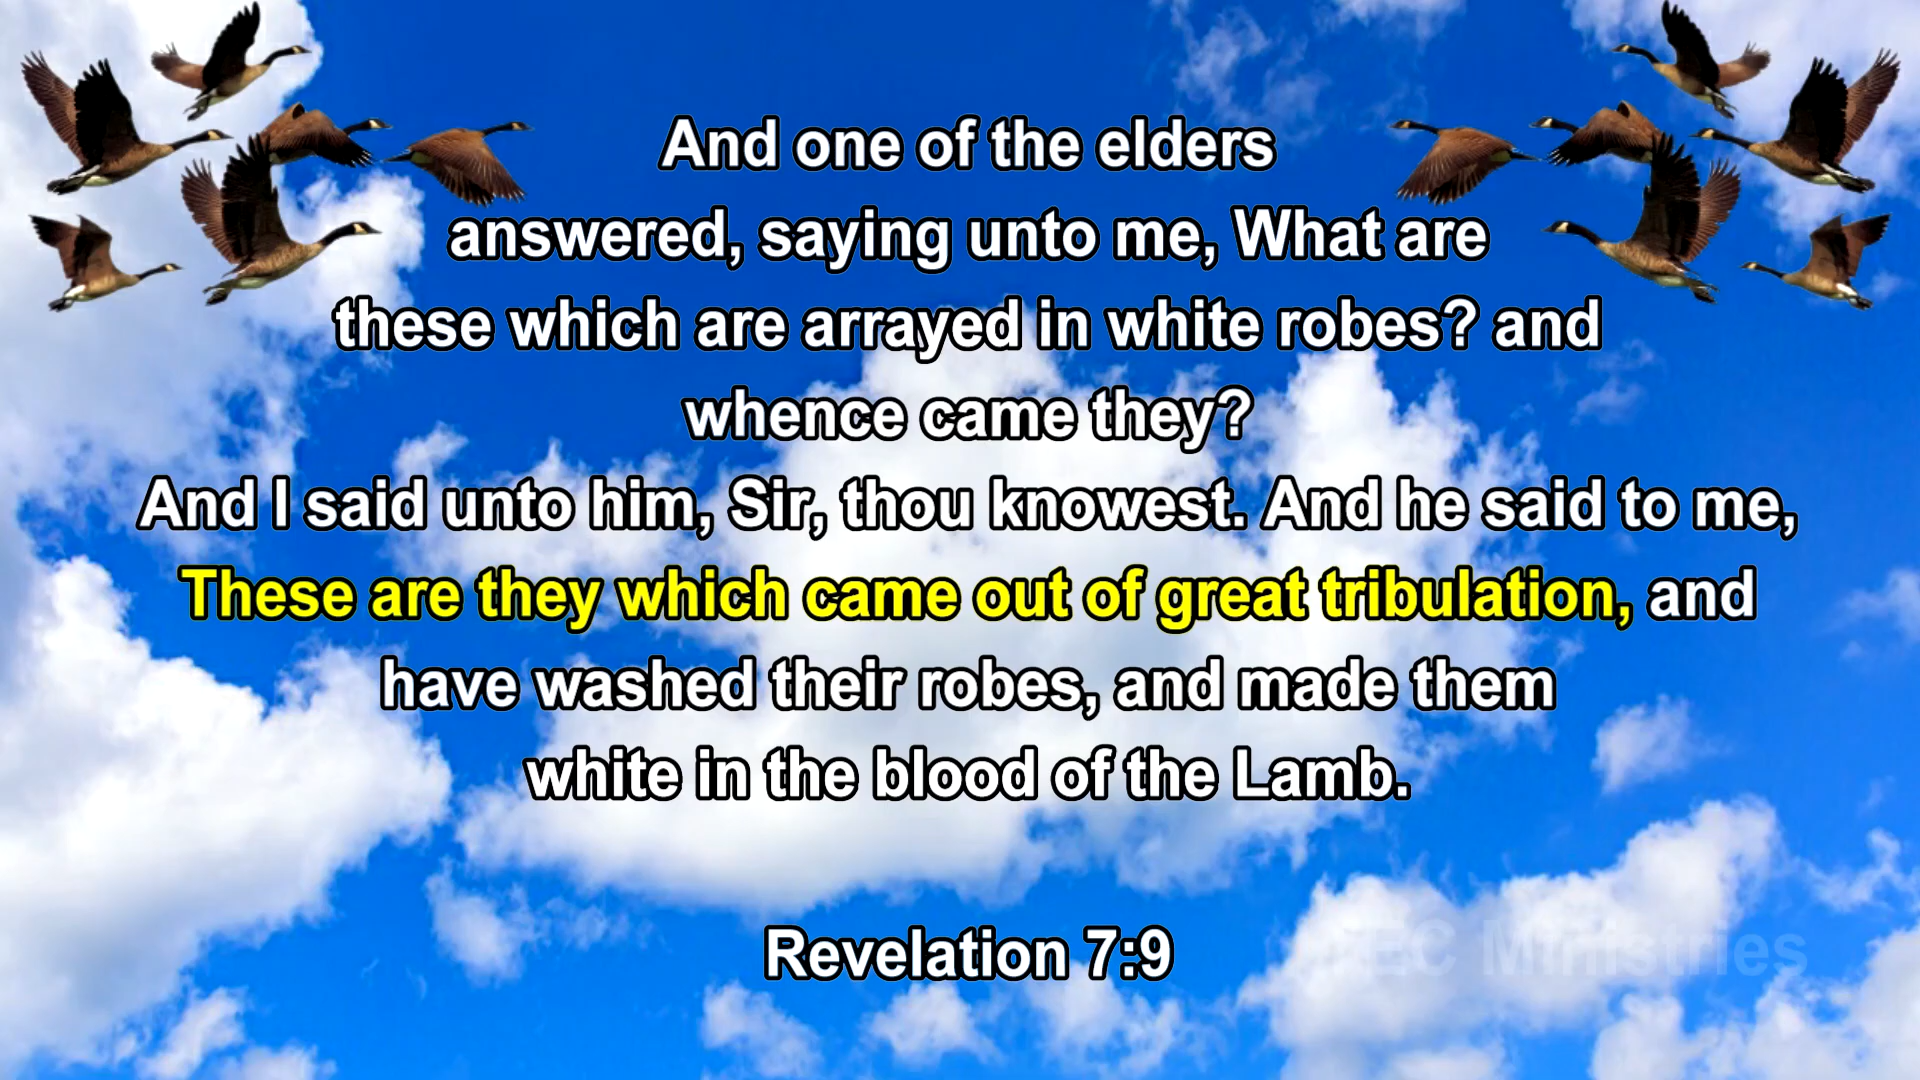 And one of the elders
answered, saying unto me, What are
these which are arrayed in white robes? and
whence came they?
And I said unto him, Sir, thou knowest. And he said to me,
These are they which came out of great tribulation, and
have washed their robes, and made them
white in the blood of the Lamb.
Revelation 7:9
Ministries